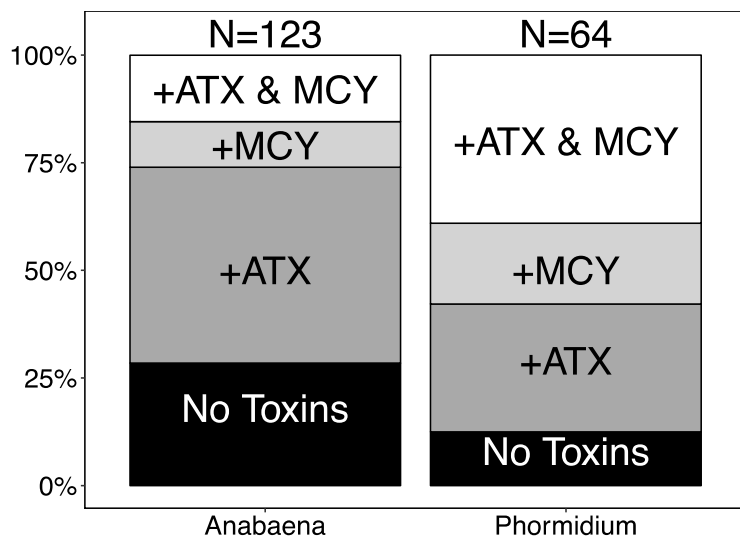 N=123 N=64
100%
+ATX & MCY
+MCY
+ATX
No Toxins
+ATX & MCY
+MCY
+ATX
No Toxins
75%
50%
25%
0%
Anabaena Phormidium